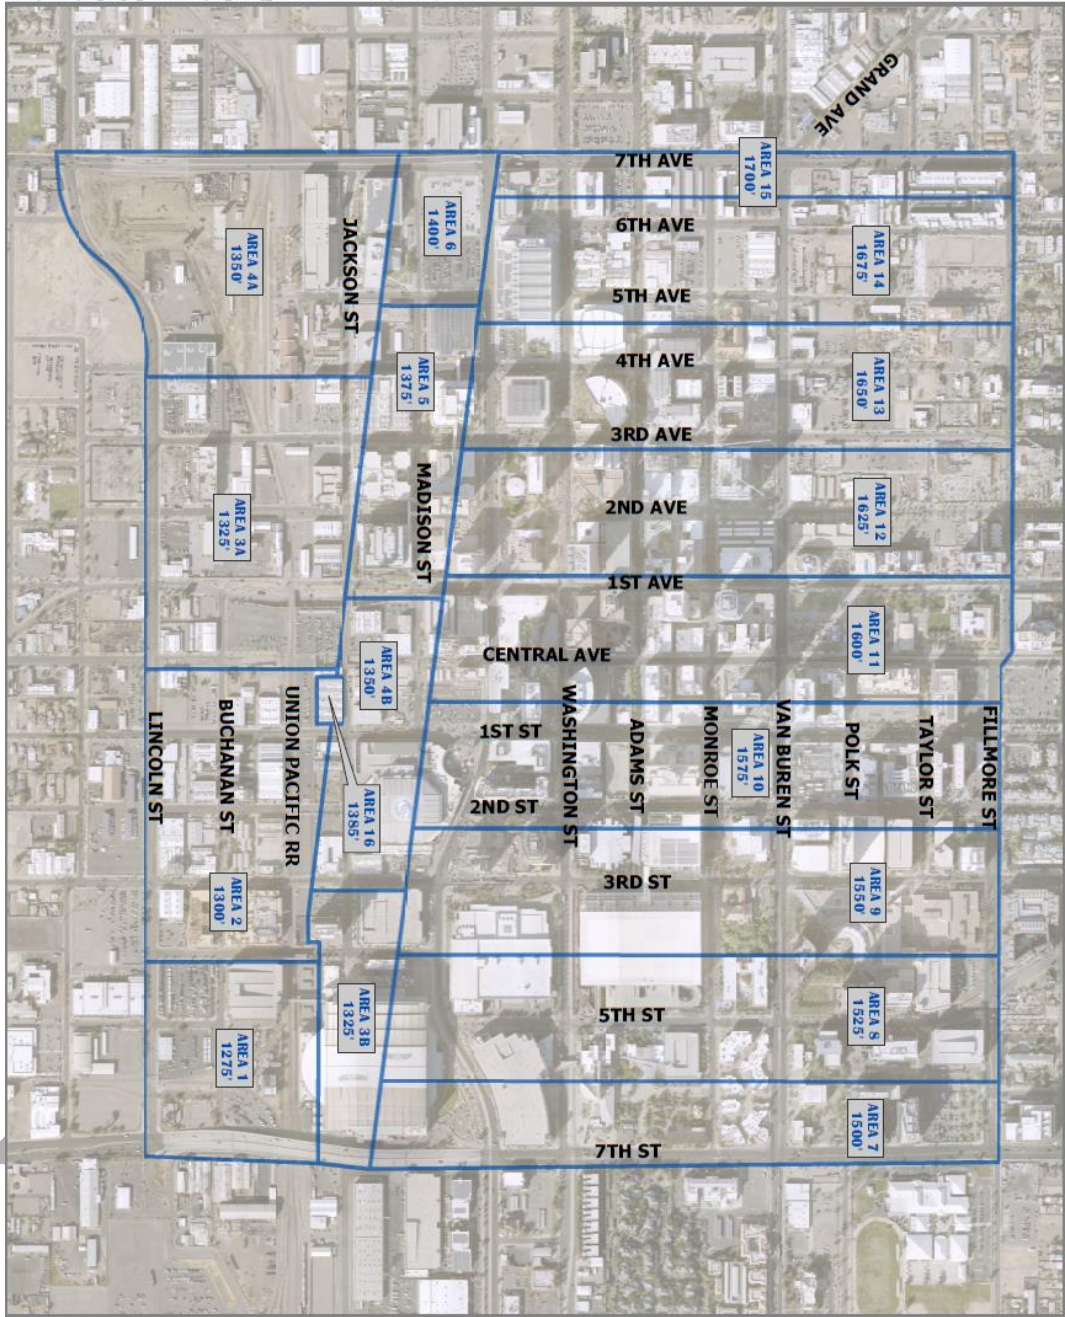 GRAND AVE
7TH AVE
AREA 15
1700'
6TH AVE
AREA 6
1400'
AREA 4A
1350'
JACKSON ST
AREA 14
1675'
5TH AVE
4TH AVE
AREA 5
1375'
AREA 13
1650'
3RD AVE
MADISON ST
2ND AVE
AREA 3A
1325'
AREA 12
1625'
1ST AVE
AREA 11
1600'
CENTRAL AVE
AREA 4B
1350'
UNION PACIFIC RR
BUCHANAN ST
LINCOLN ST
WASHINGTON ST
ADAMS ST
MONROE ST
VAN BUREN ST
POLK ST
TAYLOR ST
FILLMORE ST
1ST ST
AREA 10
1575'
AREA 16
1385'
2ND ST
3RD ST
AREA 2
1300'
AREA 9
1550'
AREA 3B
1325'
5TH ST
AREA 8
1525'
AREA 1
1275'
AREA 7
1500'
7TH ST